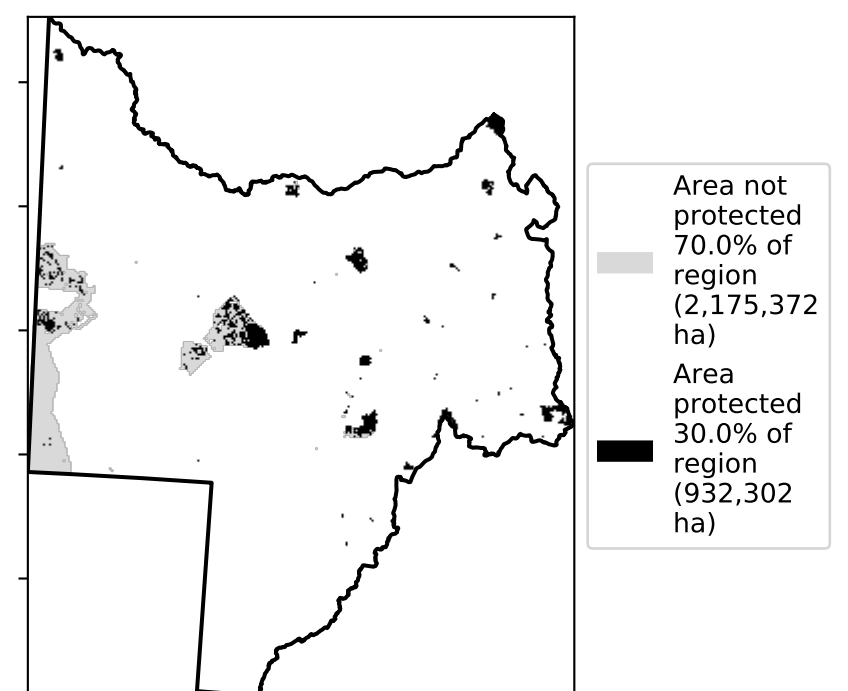 Area not
protected
70.0% of
region
(2,175,372
ha)
Area
protected
30.0% of
region
(932,302
ha)